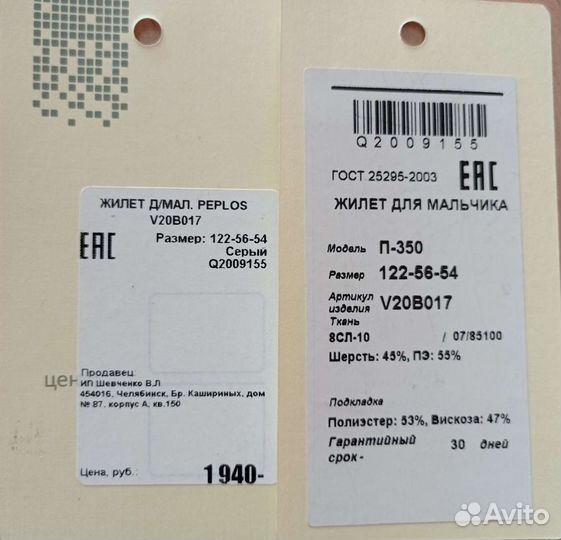 ЖИЛЕТ Д/МАЛ. PEPLOS
V20B017
EAC
Размер: 122-56-54
Серый
Q2009155
цен
Продавец:
ИП Шевченко В.Л
454016, Челябинск, Бр. Кашириных, дом
№ 87, корпус А, кв.150
Цена, руб.: 1940-
Q2009155
ГОСТ 25295-2003 EAC
ЖИЛЕТ ДЛЯ МАЛЬЧИКА
Модель П-350
Размер 122-56-54
Артикул
изделия V20B017
Ткань
8СЛ-10 / 07/85100
Шерсть: 45%, ПЭ: 55%
Подкладка
Полиэстер: 53%, Вискоза: 47%
Гарантийный 30 дней
срок -
Avito